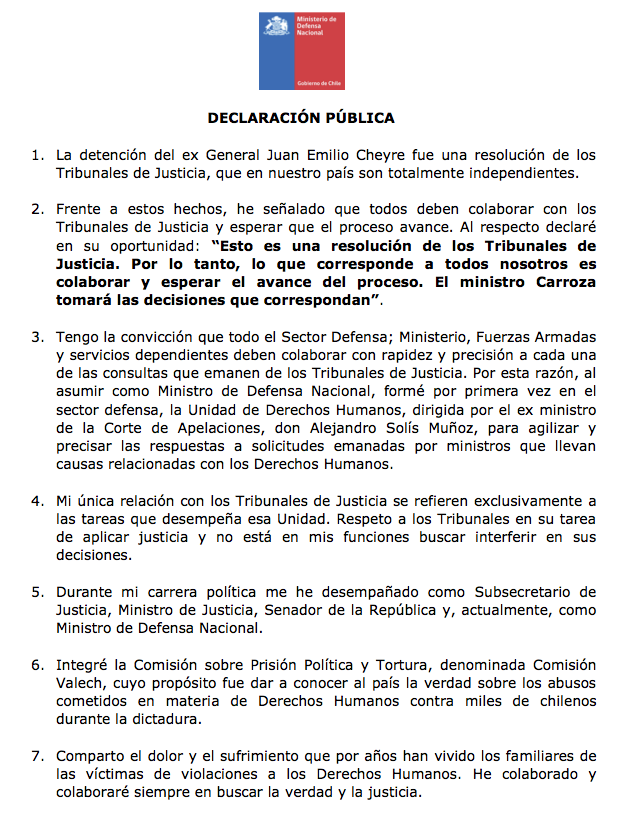 Ministerio de
Defensa
Nacional
Gobierno de Chile
DECLARACIÓN PÚBLICA
1. La detención del ex General Juan Emilio Cheyre fue una resolución de los
Tribunales de Justicia, que en nuestro país son totalmente independientes.
2. Frente a estos hechos, he señalado que todos deben colaborar con los
Tribunales de Justicia y esperar que el proceso avance. Al respecto declaré
en su oportunidad: “Esto es una resolución de los Tribunales de
Justicia. Por lo tanto, lo que corresponde a todos nosotros es
colaborar y esperar el avance del proceso. El ministro Carroza
tomará las decisiones que correspondan”.
3. Tengo la convicción que todo el Sector Defensa; Ministerio, Fuerzas Armadas
y servicios dependientes deben colaborar con rapidez y precisión a cada una
de las consultas que emanen de los Tribunales de Justicia. Por esta razón, al
asumir como Ministro de Defensa Nacional, formé por primera vez en el
sector defensa, la Unidad de Derechos Humanos, dirigida por el ex ministro
de la Corte de Apelaciones, don Alejandro Solís Muñoz, para agilizar y
precisar las respuestas a solicitudes emanadas por ministros que llevan
causas relacionadas con los Derechos Humanos.
4. Mi única relación con los Tribunales de Justicia se refieren exclusivamente a
las tareas que desempeña esa Unidad. Respeto a los Tribunales en su tarea
de aplicar justicia y no está en mis funciones buscar interferir en sus
decisiones.
5. Durante mi carrera política me he desempañado como Subsecretario de
Justicia, Ministro de Justicia, Senador de la República y, actualmente, como
Ministro de Defensa Nacional.
6. Integré la Comisión sobre Prisión Política y Tortura, denominada Comisión
Valech, cuyo propósito fue dar a conocer al país la verdad sobre los abusos
cometidos en materia de Derechos Humanos contra miles de chilenos
durante la dictadura.
7. Comparto el dolor y el sufrimiento que por años han vivido los familiares de
las víctimas de violaciones a los Derechos Humanos. He colaborado y
colaboraré siempre en buscar la verdad y la justicia.